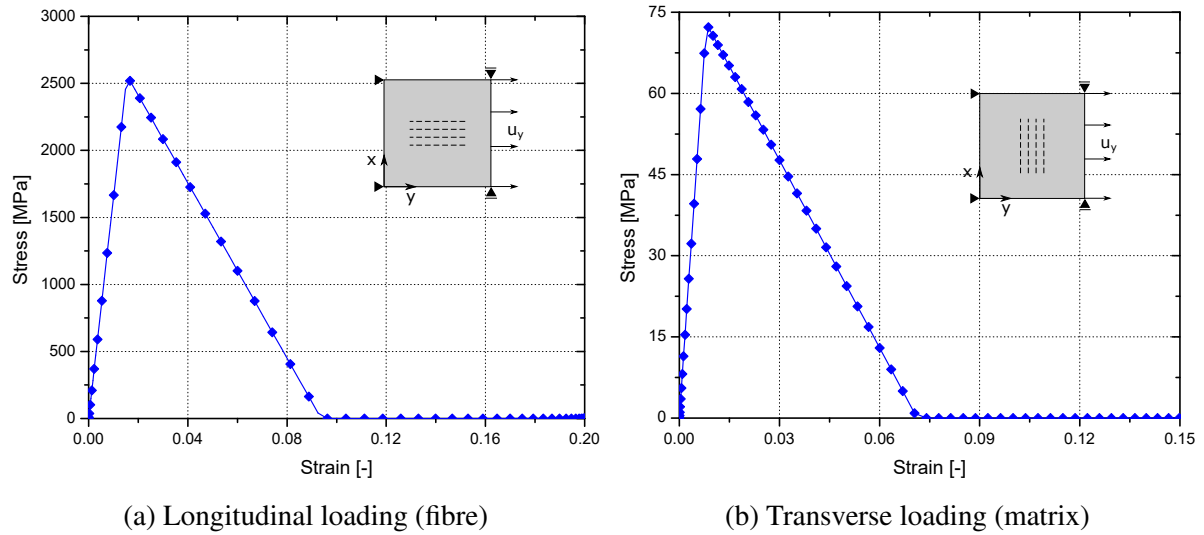 3000
2500
2000
1500
1000
500
0
Stress [MPa]
0.00
0.04
0.08
0.12
0.16
0.20
Strain [-]
x
y
u_y
(a) Longitudinal loading (fibre)
75
60
45
30
15
0
Stress [MPa]
0.00
0.03
0.06
0.09
0.12
0.15
Strain [-]
x
y
u_y
(b) Transverse loading (matrix)